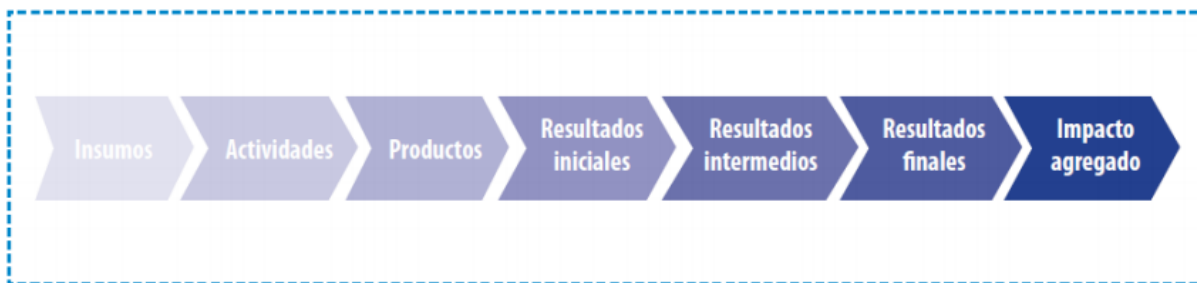 Insumos
Actividades
Productos
Resultados
iniciales
Resultados
intermedios
Resultados
finales
Impacto
agregado